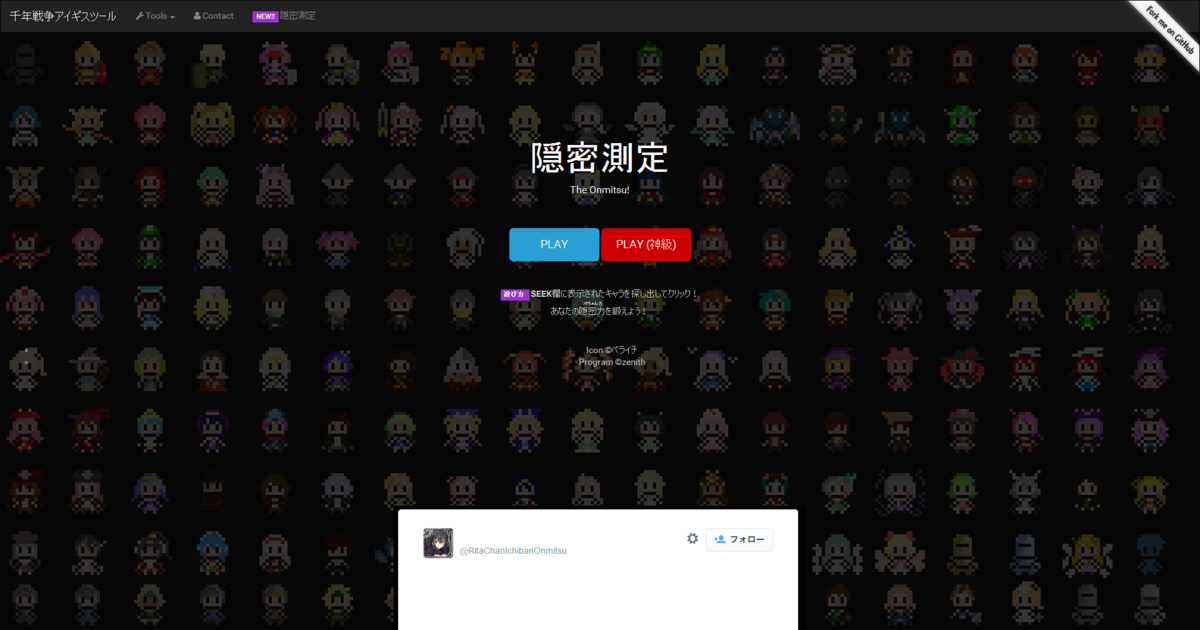 千年戦争アイギスツール Tools Contact NEW!! 隠密測定
Fork me on GitHub
隠密測定
The Onmitsu!
PLAY PLAY (神級)
遊び方 SEEK欄に表示されたキャラを探し出してクリック！
あなたの隠密力を鍛えよう！
Icon ©ペライチ
Program ©zenith
@RitaChanIchibanOnmitsu フォロー